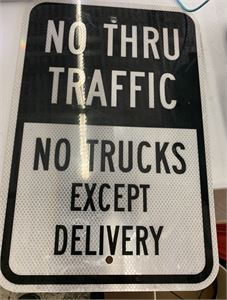 NO THRU
TRAFFIC
NO TRUCKS
EXCEPT
DELIVERY